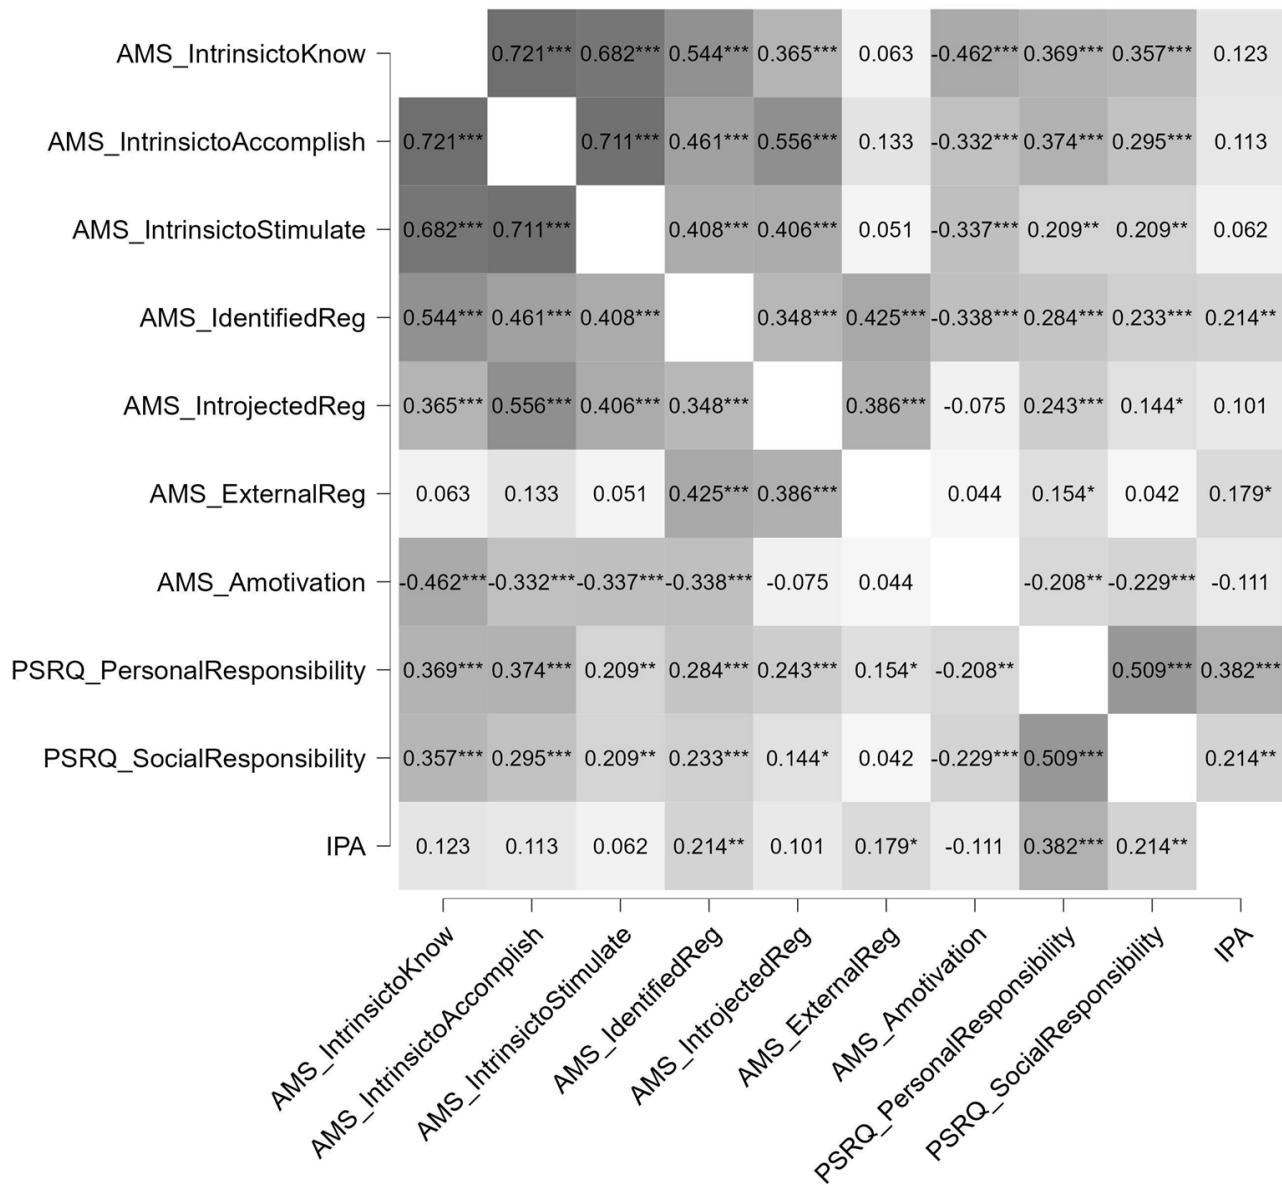 AMS_IntrinsictoKnow 0.721*** 0.682*** 0.544*** 0.365*** 0.063 -0.462*** 0.369*** 0.357*** 0.123
AMS_IntrinsictoAccomplish 0.721*** 0.711*** 0.461*** 0.556*** 0.133 -0.332*** 0.374*** 0.295*** 0.113
AMS_IntrinsictoStimulate 0.682*** 0.711*** 0.408*** 0.406*** 0.051 -0.337*** 0.209** 0.209** 0.062
AMS_IdentifiedReg 0.544*** 0.461*** 0.408*** 0.348*** 0.425*** -0.338*** 0.284*** 0.233*** 0.214**
AMS_IntrojectedReg 0.365*** 0.556*** 0.406*** 0.348*** 0.386*** -0.075 0.243*** 0.144* 0.101
AMS_ExternalReg 0.063 0.133 0.051 0.425*** 0.386*** 0.044 0.154* 0.042 0.179*
AMS_Amotivation -0.462*** -0.332*** -0.337*** -0.338*** -0.075 0.044 -0.208** -0.229*** -0.111
PSRQ_PersonalResponsibility 0.369*** 0.374*** 0.209** 0.284*** 0.243*** 0.154* -0.208** 0.509*** 0.382***
PSRQ_SocialResponsibility 0.357*** 0.295*** 0.209** 0.233*** 0.144* 0.042 -0.229*** 0.509*** 0.214**
IPA 0.123 0.113 0.062 0.214** 0.101 0.179* -0.111 0.382*** 0.214**
AMS_IntrinsictoKnow
AMS_IntrinsictoAccomplish
AMS_IntrinsictoStimulate
AMS_IdentifiedReg
AMS_IntrojectedReg
AMS_ExternalReg
AMS_Amotivation
PSRQ_PersonalResponsibility
PSRQ_SocialResponsibility
IPA